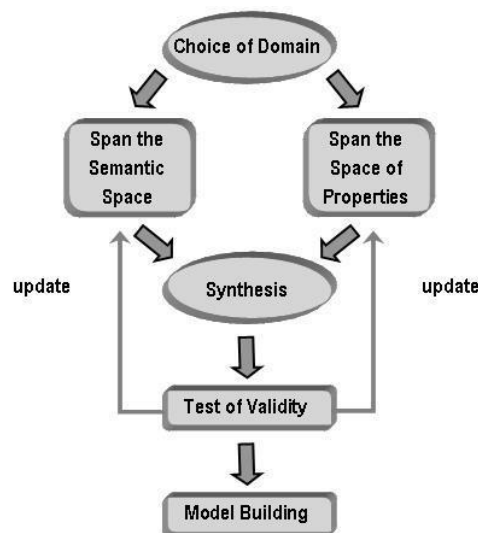 Choice of Domain
Span the
Semantic
Space
Span the
Space of
Properties
update
Synthesis
update
Test of Validity
Model Building